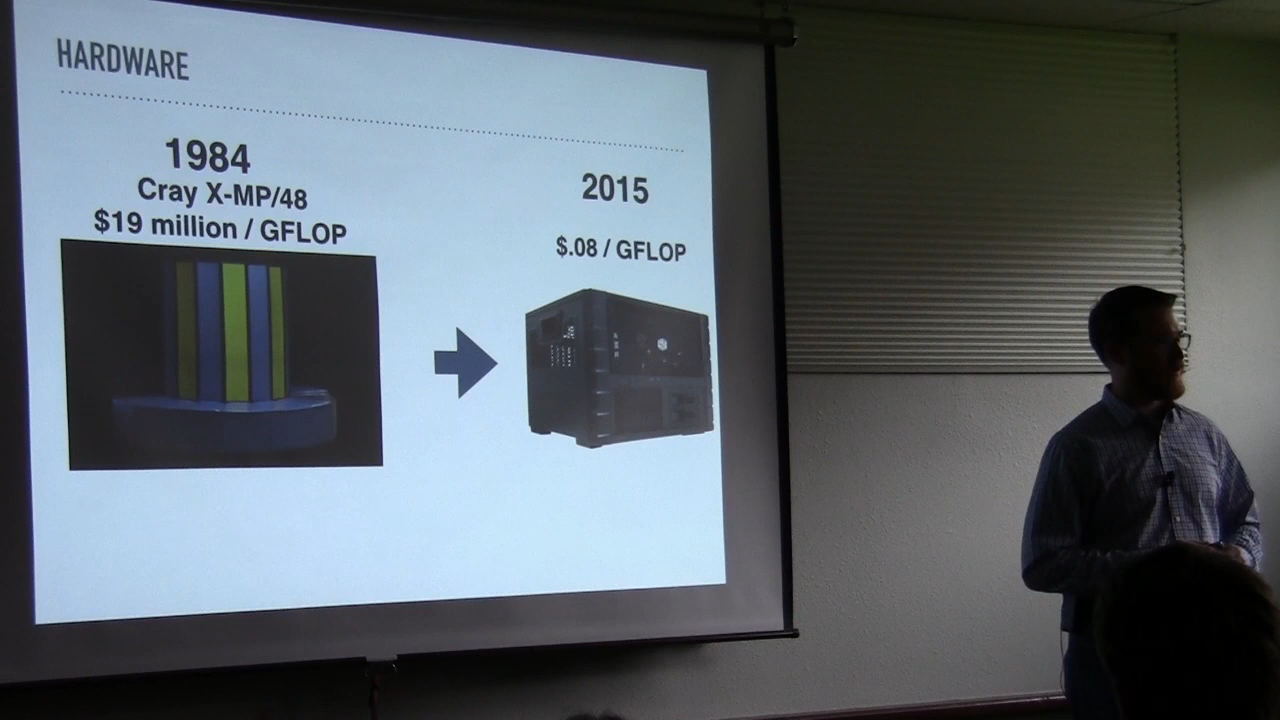 HARDWARE
1984
Cray X-MP/48
$19 million / GFLOP
2015
$.08 / GFLOP